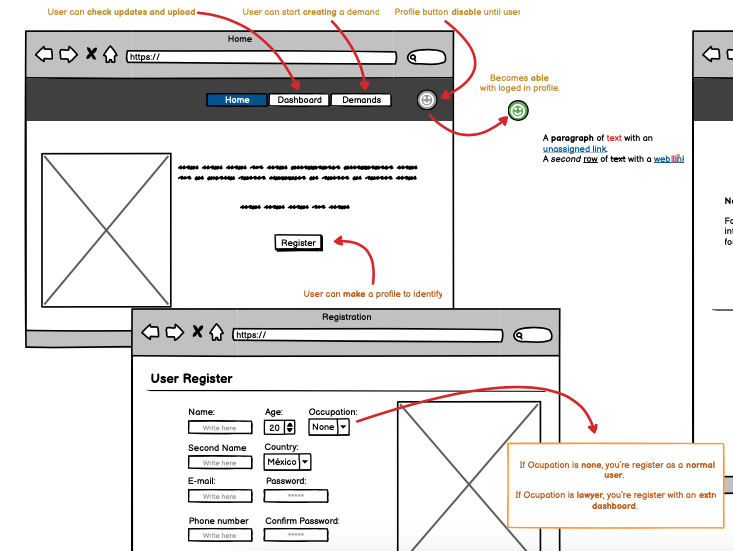 User can check updates and upload
User can start creating a demand
Profile button disable until user
Home
https://
Becomes able
with loged in profile.
Home
Dashboard
Demands
A paragraph of text with an
unassigned link.
A second row of text with a web link
Register
User can make a profile to identify
Registration
https://
User Register
Name:
Age:
Occupation:
Write here
20
None
Second Name:
Country:
Write here
México
E-mail:
Password:
Write here
*****
Phone number
Confirm Password:
Write here
*****
If Ocupation is none, you're register as a normal
user.
If Ocupation is lawyer, you're register with an extr
dashboard.